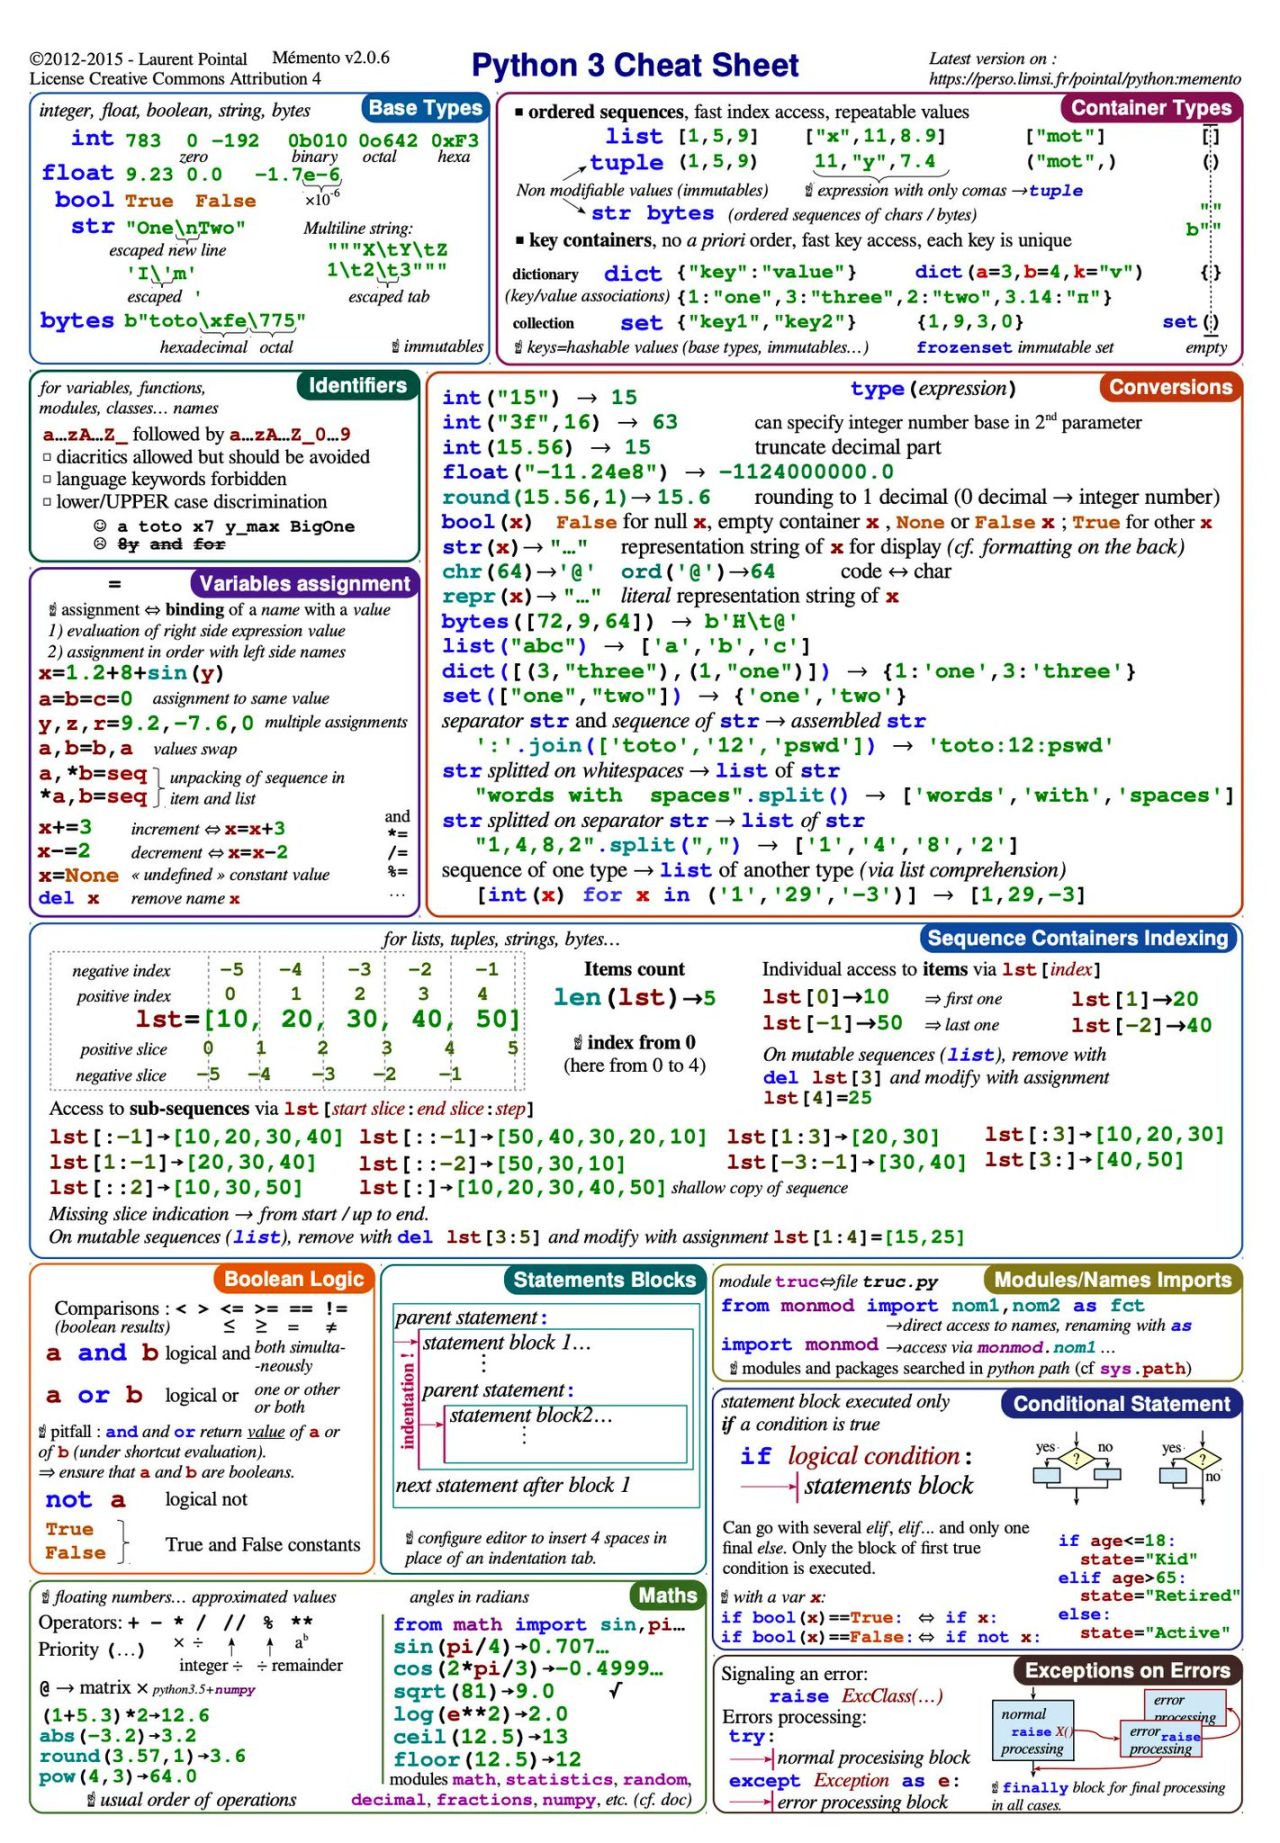 ©2012-2015 - Laurent Pointal Mémento v2.0.6
License Creative Commons Attribution 4
Python 3 Cheat Sheet
Latest version on :
https://perso.limsi.fr/pointal/python:memento
integer, float, boolean, string, bytes
Base Types
int 783 0 -192 0b010 0o642 0xF3
zero binary octal hexa
float 9.23 0.0 -1.7e-6
×10-6
bool True False
str "One\nTwo"
escaped new line
'I\'m'
escaped '
Multiline string:
"""X\tY\tZ
1\t2\t3"""
escaped tab
bytes b"toto\xfe\775"
hexadecimal octal
☝ immutables
Container Types
▪ ordered sequences, fast index access, repeatable values
list [1,5,9] ["x",11,8.9] ["mot"] []
tuple (1,5,9) 11,"y",7.4 ("mot",) ()
Non modifiable values (immutables) ☝ expression with only comas →tuple
str bytes (ordered sequences of chars / bytes)
""
b""
▪ key containers, no a priori order, fast key access, each key is unique
dictionary dict {"key":"value"} dict(a=3,b=4,k="v") {}
(key/value associations) {1:"one",3:"three",2:"two",3.14:"π"}
collection set {"key1","key2"} {1,9,3,0} set()
☝ keys=hashable values (base types, immutables…) frozenset immutable set empty
Identifiers
for variables, functions,
modules, classes… names
a…zA…Z_ followed by a…zA…Z_0…9
▫ diacritics allowed but should be avoided
▫ language keywords forbidden
▫ lower/UPPER case discrimination
☺ a toto x7 y_max BigOne
☹ 8y and for
= Variables assignment
☝ assignment ⇔ binding of a name with a value
1) evaluation of right side expression value
2) assignment in order with left side names
x=1.2+8+sin(y)
a=b=c=0 assignment to same value
y,z,r=9.2,-7.6,0 multiple assignments
a,b=b,a values swap
a,*b=seq unpacking of sequence in
*a,b=seq item and list
x+=3 increment ⇔ x=x+3
x-=2 decrement ⇔ x=x-2
x=None « undefined » constant value
del x remove name x
and
*=
/=
%=
…
Conversions
type(expression)
int("15") → 15
int("3f",16) → 63 can specify integer number base in 2nd parameter
int(15.56) → 15 truncate decimal part
float("-11.24e8") → -1124000000.0
round(15.56,1)→ 15.6 rounding to 1 decimal (0 decimal → integer number)
bool(x) False for null x, empty container x , None or False x ; True for other x
str(x)→ "…" representation string of x for display (cf. formatting on the back)
chr(64)→'@' ord('@')→64 code ↔ char
repr(x)→ "…" literal representation string of x
bytes([72,9,64]) → b'H\t@'
list("abc") → ['a','b','c']
dict([(3,"three"),(1,"one")]) → {1:'one',3:'three'}
set(["one","two"]) → {'one','two'}
separator str and sequence of str → assembled str
':'.join(['toto','12','pswd']) → 'toto:12:pswd'
str splitted on whitespaces → list of str
"words with  spaces".split() → ['words','with','spaces']
str splitted on separator str → list of str
"1,4,8,2".split(",") → ['1','4','8','2']
sequence of one type → list of another type (via list comprehension)
[int(x) for x in ('1','29','-3')] → [1,29,-3]
for lists, tuples, strings, bytes…
Sequence Containers Indexing
negative index -5 -4 -3 -2 -1
positive index 0 1 2 3 4
lst=[10, 20, 30, 40, 50]
positive slice 0 1 2 3 4 5
negative slice -5 -4 -3 -2 -1
Items count
len(lst)→5
☝ index from 0
(here from 0 to 4)
Individual access to items via lst[index]
lst[0]→10 ⇒ first one lst[1]→20
lst[-1]→50 ⇒ last one lst[-2]→40
On mutable sequences (list), remove with
del lst[3] and modify with assignment
lst[4]=25
Access to sub-sequences via lst[start slice:end slice:step]
lst[:-1]→[10,20,30,40] lst[::-1]→[50,40,30,20,10] lst[1:3]→[20,30] lst[:3]→[10,20,30]
lst[1:-1]→[20,30,40] lst[::-2]→[50,30,10] lst[-3:-1]→[30,40] lst[3:]→[40,50]
lst[::2]→[10,30,50] lst[:]→[10,20,30,40,50] shallow copy of sequence
Missing slice indication → from start / up to end.
On mutable sequences (list), remove with del lst[3:5] and modify with assignment lst[1:4]=[15,25]
Boolean Logic
Comparisons : < > <= >= == !=
(boolean results) ≤ ≥ = ≠
a and b logical and both simulta-
-neously
a or b logical or one or other
or both
☝ pitfall : and and or return value of a or
of b (under shortcut evaluation).
⇒ ensure that a and b are booleans.
not a logical not
True
False
True and False constants
Statements Blocks
parent statement:
statement block 1…
⋮
parent statement:
statement block2…
⋮
indentation !
next statement after block 1
☝ configure editor to insert 4 spaces in
place of an indentation tab.
module truc⇔file truc.py Modules/Names Imports
from monmod import nom1,nom2 as fct
→direct access to names, renaming with as
import monmod →access via monmod.nom1 …
☝ modules and packages searched in python path (cf sys.path)
statement block executed only
if a condition is true
Conditional Statement
if logical condition:
statements block
yes ? no
yes ? no
Can go with several elif, elif... and only one
final else. Only the block of first true
condition is executed.
☝ with a var x:
if bool(x)==True: ⇔ if x:
if bool(x)==False: ⇔ if not x:
if age<=18:
state="Kid"
elif age>65:
state="Retired"
else:
state="Active"
Maths
☝ floating numbers… approximated values angles in radians
Operators: + - * / // % **
Priority (…) × ÷ ab
integer ÷ ÷ remainder
@ → matrix × python3.5+numpy
(1+5.3)*2→12.6
abs(-3.2)→3.2
round(3.57,1)→3.6
pow(4,3)→64.0
☝ usual order of operations
from math import sin,pi…
sin(pi/4)→0.707…
cos(2*pi/3)→-0.4999…
sqrt(81)→9.0 √
log(e**2)→2.0
ceil(12.5)→13
floor(12.5)→12
modules math, statistics, random,
decimal, fractions, numpy, etc. (cf. doc)
Exceptions on Errors
Signaling an error:
raise ExcClass(…)
Errors processing:
try:
normal procesising block
except Exception as e:
error processing block
normal
raise X()
processing
error
processing
error raise
processing
☝ finally block for final processing
in all cases.